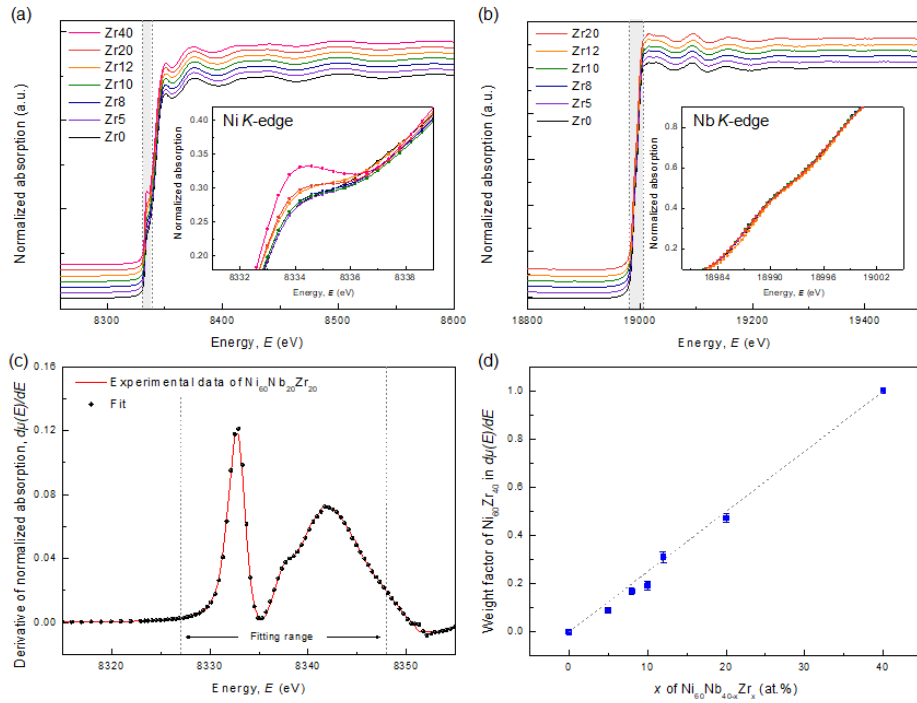 (a)
Zr40
Zr20
Zr12
Zr10
Zr8
Zr5
Zr0
Normalized absorption (a.u.)
Ni K-edge
Normalized absorption
0.40
0.35
0.30
0.25
0.20
8332 8334 8336 8338
Energy, E (eV)
8300 8400 8500 8600
Energy, E (eV)
(b)
Zr20
Zr12
Zr10
Zr8
Zr5
Zr0
Normalized absorption (a.u.)
Nb K-edge
Normalized absorption
0.8
0.6
0.4
0.2
18984 18990 18996 19002
Energy, E (eV)
18800 19000 19200 19400
Energy, E (eV)
(c)
Derivative of normalized absorption, dμ(E)/dE
0.16
0.12
0.08
0.04
0.00
Experimental data of Ni₆₀Nb₂₀Zr₂₀
Fit
Fitting range
8320 8330 8340 8350
Energy, E (eV)
(d)
Weight factor of Ni₆₀Zr₄₀ in dμ(E)/dE
1.0
0.8
0.6
0.4
0.2
0.0
0 10 20 30 40
x of Ni₆₀Nb₄₀₋ₓZrₓ (at.%)